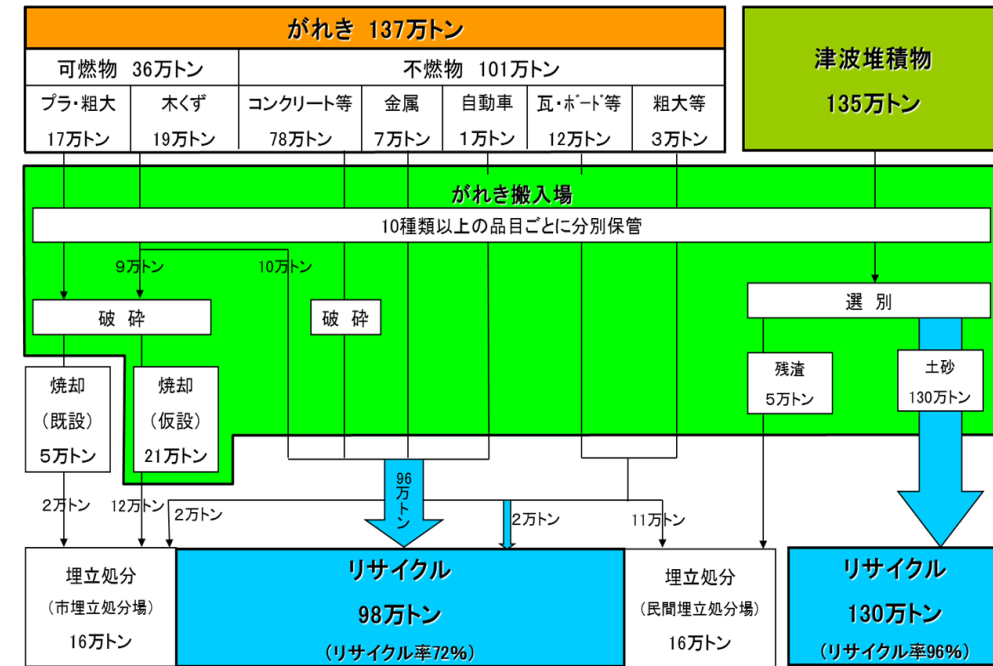 がれき 137万トン
津波堆積物
135万トン
可燃物 36万トン
不燃物 101万トン
プラ・粗大
17万トン
木くず
19万トン
コンクリート等
78万トン
金属
7万トン
自動車
1万トン
瓦・ボード等
12万トン
粗大等
3万トン
がれき搬入場
10種類以上の品目ごとに分別保管
9万トン
10万トン
破 砕
破 砕
選 別
焼却
(既設)
5万トン
焼却
(仮設)
21万トン
残渣
5万トン
土砂
130万トン
96万トン
2万トン
12万トン
2万トン
2万トン
11万トン
埋立処分
(市埋立処分場)
16万トン
リサイクル
98万トン
(リサイクル率72%)
埋立処分
(民間埋立処分場)
16万トン
リサイクル
130万トン
(リサイクル率96%)